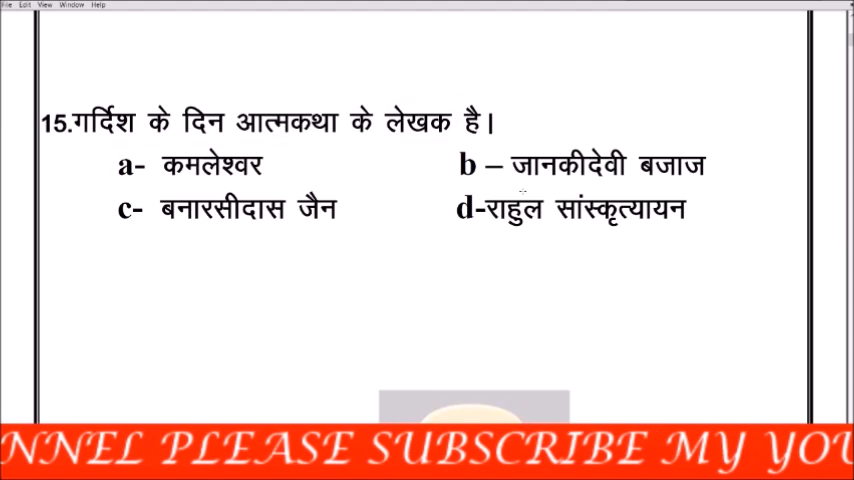 File Edit View Window Help
15.गर्दिश के दिन आत्मकथा के लेखक है।
a- कमलेश्वर b – जानकीदेवी बजाज
c- बनारसीदास जैन d-राहुल सांस्कृत्यायन
NNEL PLEASE SUBSCRIBE MY YOU